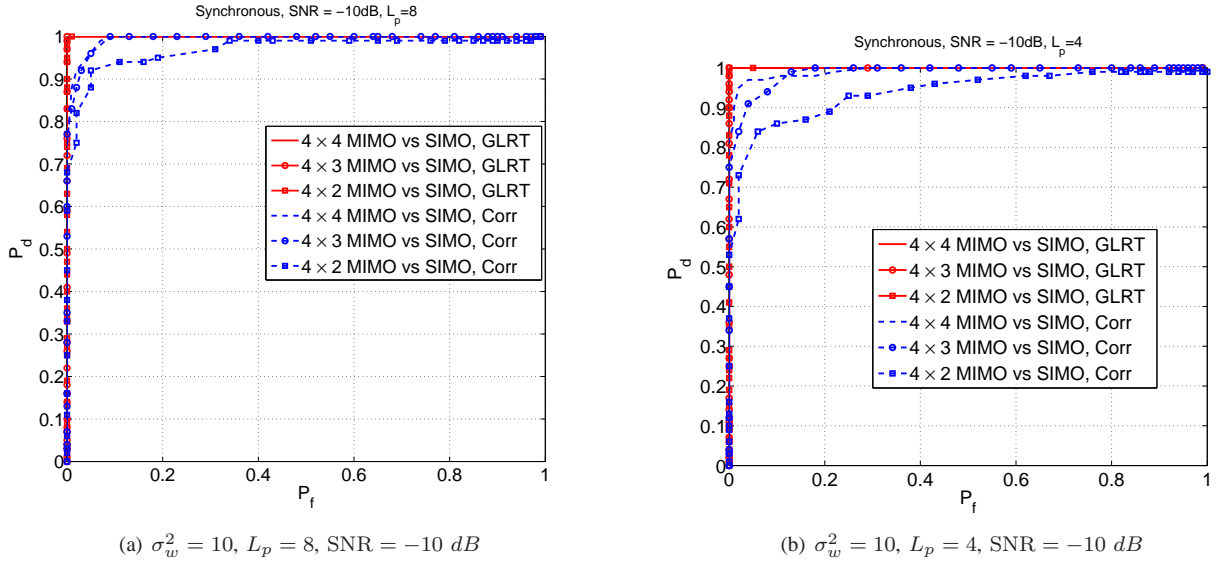 Synchronous, SNR = −10dB, L_p=8
1
0.9
0.8
0.7
0.6
0.5
0.4
0.3
0.2
0.1
0
P_d
4 × 4 MIMO vs SIMO, GLRT
4 × 3 MIMO vs SIMO, GLRT
4 × 2 MIMO vs SIMO, GLRT
4 × 4 MIMO vs SIMO, Corr
4 × 3 MIMO vs SIMO, Corr
4 × 2 MIMO vs SIMO, Corr
0 0.2 0.4 0.6 0.8 1
P_f
(a) σ_w^2 = 10, L_p = 8, SNR = −10 dB
Synchronous, SNR = −10dB, L_p=4
1
0.9
0.8
0.7
0.6
0.5
0.4
0.3
0.2
0.1
0
P_d
4 × 4 MIMO vs SIMO, GLRT
4 × 3 MIMO vs SIMO, GLRT
4 × 2 MIMO vs SIMO, GLRT
4 × 4 MIMO vs SIMO, Corr
4 × 3 MIMO vs SIMO, Corr
4 × 2 MIMO vs SIMO, Corr
0 0.2 0.4 0.6 0.8 1
P_f
(b) σ_w^2 = 10, L_p = 4, SNR = −10 dB